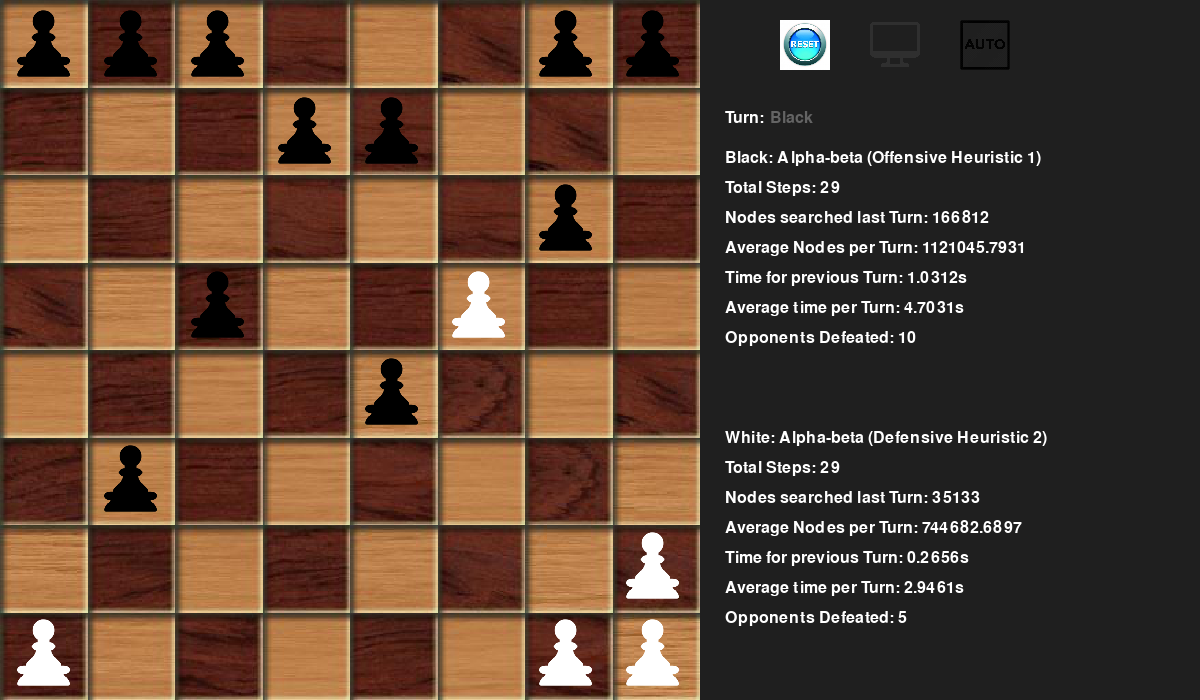 RESET
AUTO
Turn: Black
Black: Alpha-beta (Offensive Heuristic 1)
Total Steps: 29
Nodes searched last Turn: 166812
Average Nodes per Turn: 1121045.7931
Time for previous Turn: 1.0312s
Average time per Turn: 4.7031s
Opponents Defeated: 10
White: Alpha-beta (Defensive Heuristic 2)
Total Steps: 29
Nodes searched last Turn: 35133
Average Nodes per Turn: 744682.6897
Time for previous Turn: 0.2656s
Average time per Turn: 2.9461s
Opponents Defeated: 5